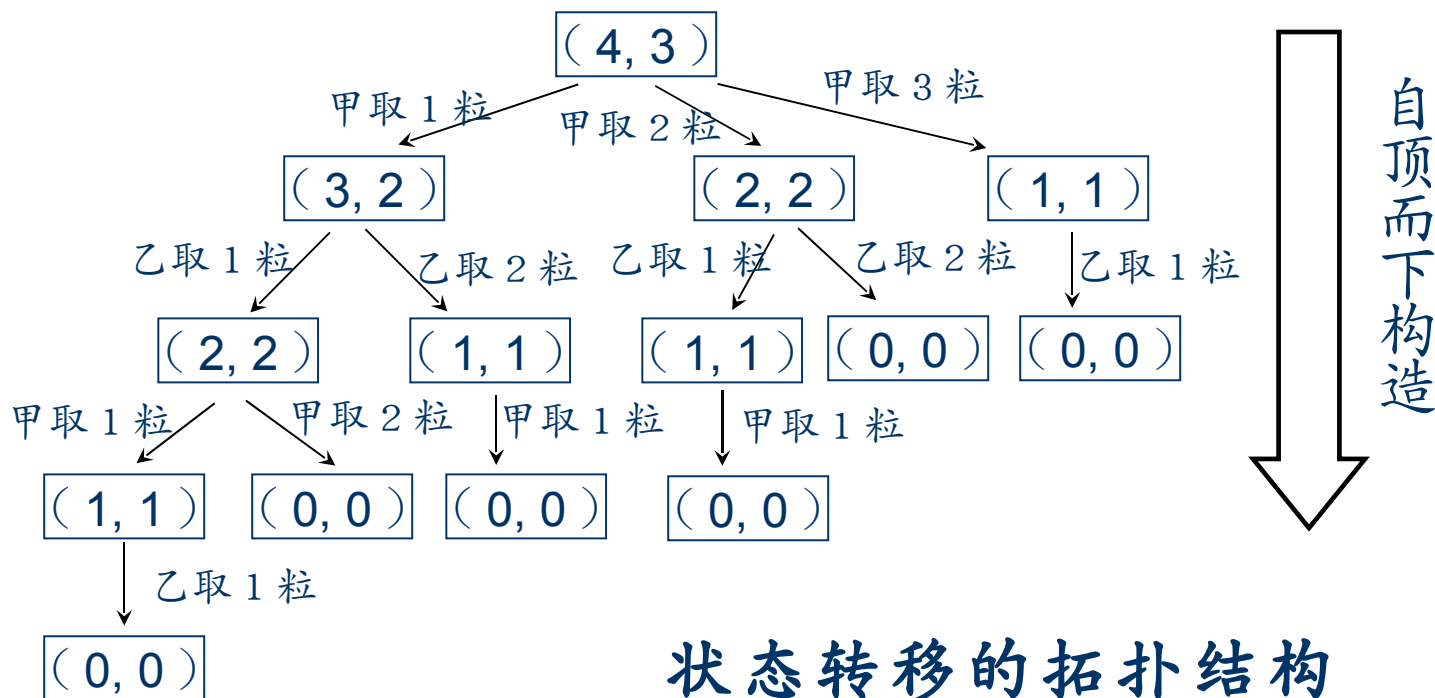 （4, 3）
甲取1粒
甲取2粒
甲取3粒
（3, 2）
（2, 2）
（1, 1）
乙取1粒
乙取2粒
乙取1粒
乙取2粒
乙取1粒
（2, 2）
（1, 1）
（1, 1）
（0, 0）
（0, 0）
甲取1粒
甲取2粒
甲取1粒
甲取1粒
（1, 1）
（0, 0）
（0, 0）
（0, 0）
乙取1粒
（0, 0）
自顶而下构造
状态转移的拓扑结构